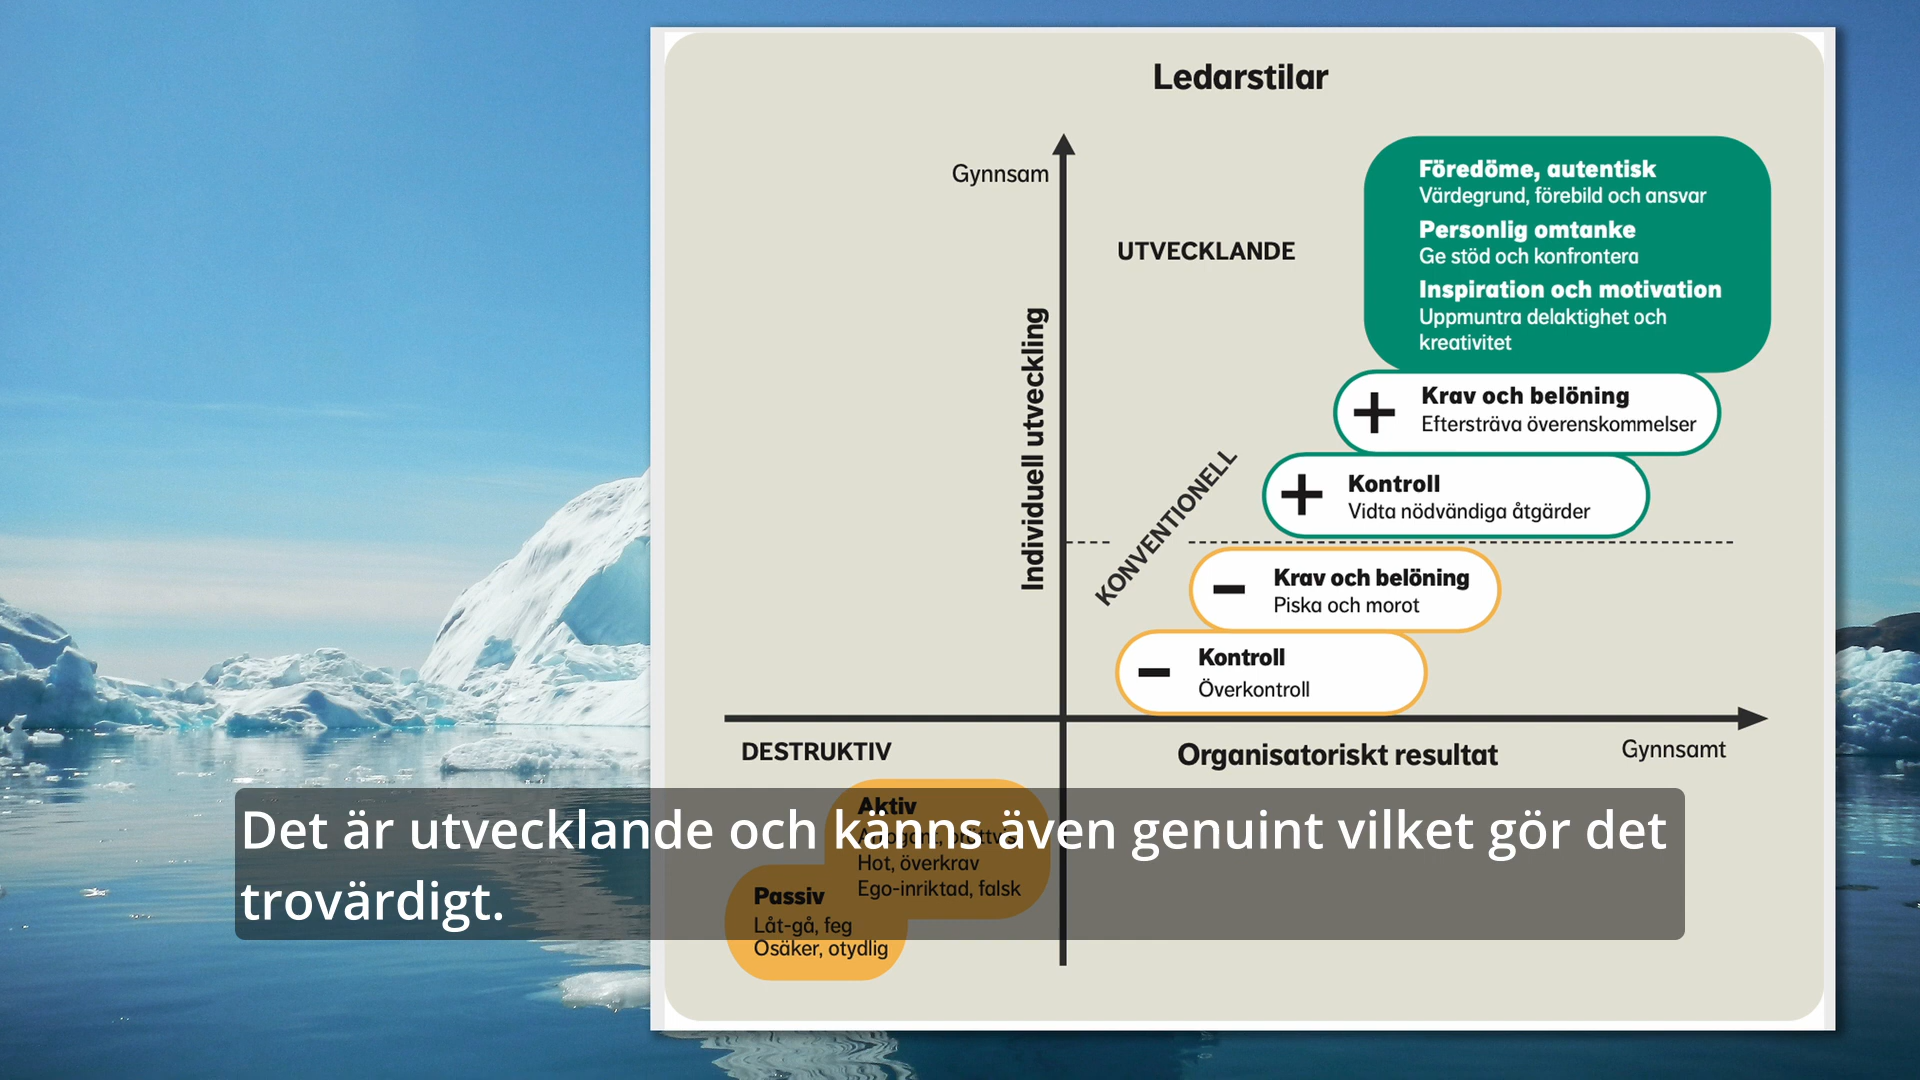 Ledarstilar
Gynnsam
Individuell utveckling
UTVECKLANDE
Föredöme, autentisk
Värdegrund, förebild och ansvar
Personlig omtanke
Ge stöd och konfrontera
Inspiration och motivation
Uppmuntra delaktighet och
kreativitet
+ Krav och belöning
Eftersträva överenskommelser
+ Kontroll
Vidta nödvändiga åtgärder
KONVENTIONELL
− Krav och belöning
Piska och morot
− Kontroll
Överkontroll
DESTRUKTIV
Organisatoriskt resultat
Gynnsamt
Aktiv
Hot, överkrav
Ego-inriktad, falsk
Passiv
Låt-gå, feg
Osäker, otydlig
Det är utvecklande och känns även genuint vilket gör det
trovärdigt.